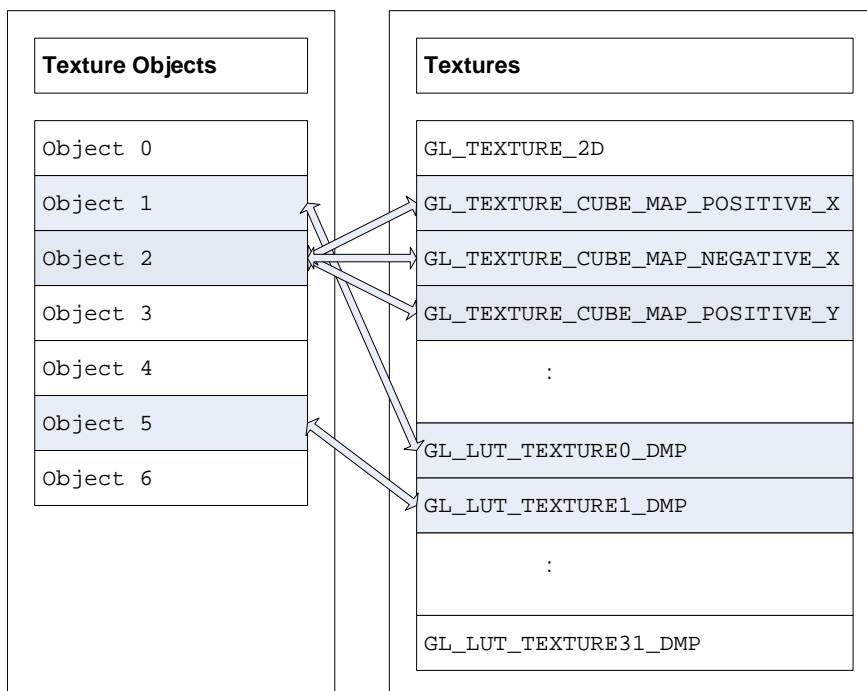 Texture Objects
Object 0
Object 1
Object 2
Object 3
Object 4
Object 5
Object 6
Textures
GL_TEXTURE_2D
GL_TEXTURE_CUBE_MAP_POSITIVE_X
GL_TEXTURE_CUBE_MAP_NEGATIVE_X
GL_TEXTURE_CUBE_MAP_POSITIVE_Y
:
GL_LUT_TEXTURE0_DMP
GL_LUT_TEXTURE1_DMP
:
GL_LUT_TEXTURE31_DMP